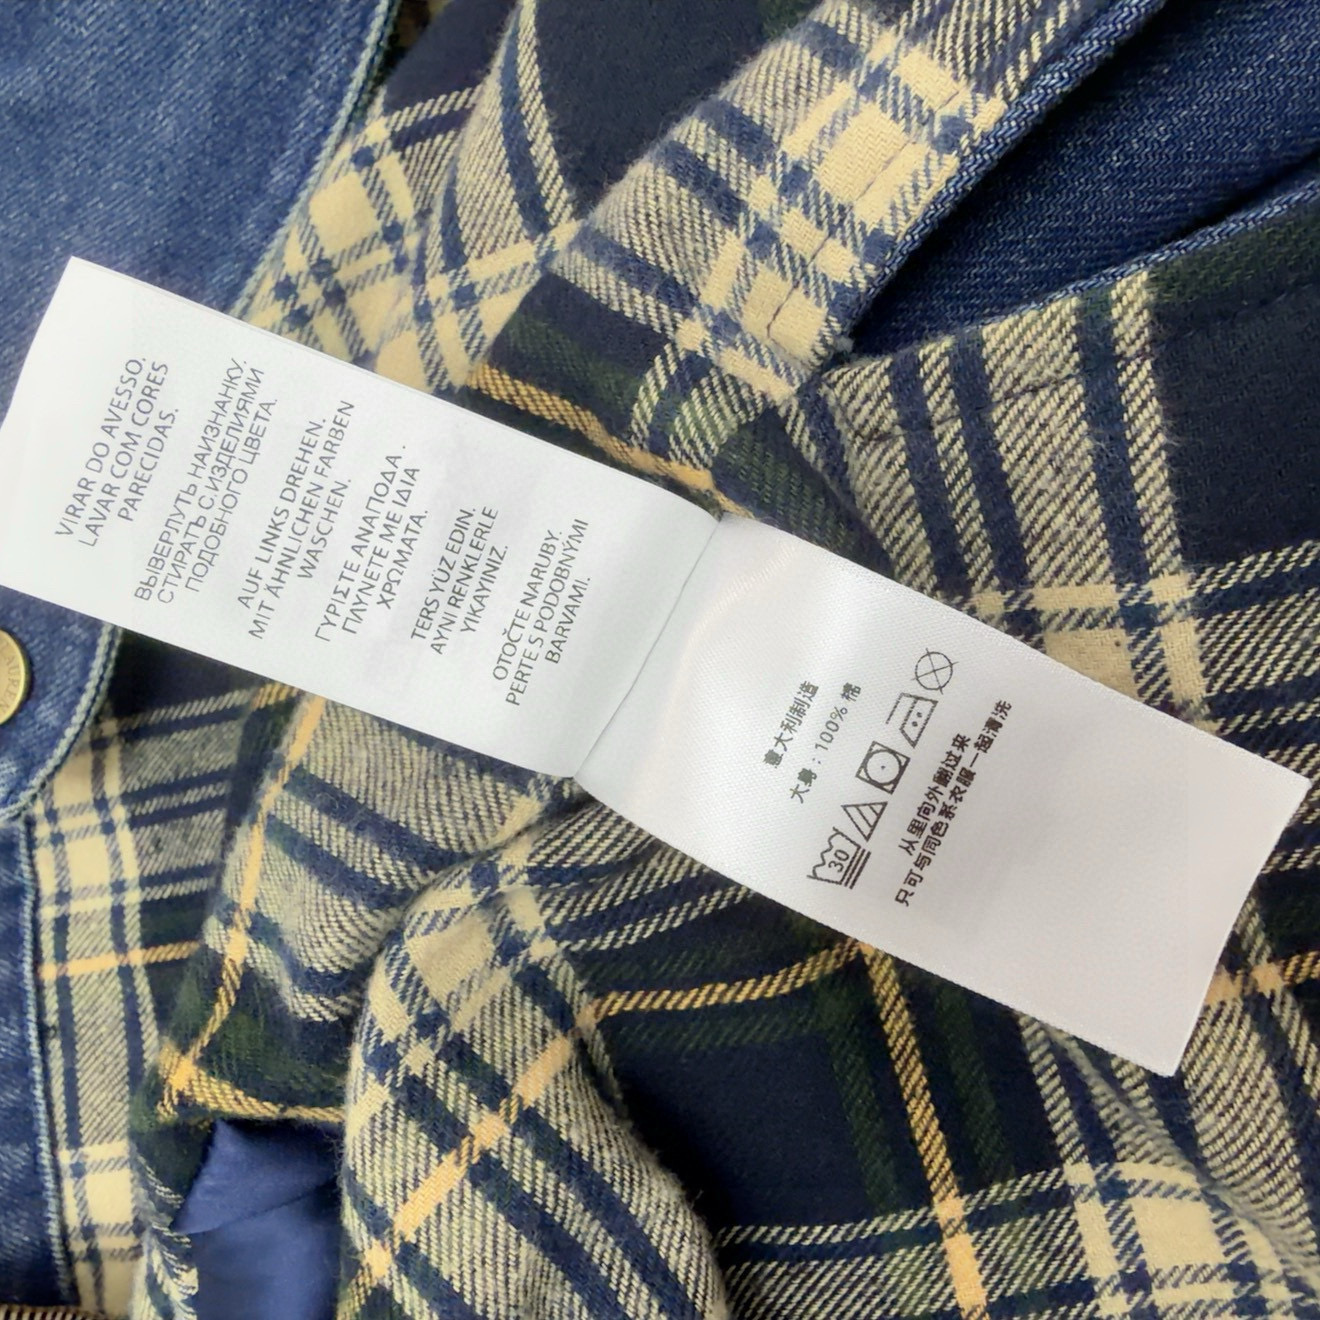 VIRAR DO AVESSO.
LAVAR COM CORES
PARECIDAS.
ВЫВЕРЛУТЬ НАИЗНАНКУ.
СТИРАТЬ С ИЗДЕЛИЯМИ
ПОДОБНОГО ЦВЕТА.
AUF LINKS DREHEN.
MIT ÄHNLICHEN FARBEN
WASCHEN.
ΓΥΡΙΣΤΕ ΑΝΑΠΟΔΑ.
ΠΛΥΝΕΤΕ ΜΕ ΙΔΙΑ
ΧΡΩΜΑΤΑ.
TERS YÜZ EDIN.
AYNI RENKLERLE
YIKAYINIZ.
OTOČTE NARUBY.
PERTE S PODOBNÝMI
BARVAMI.
意大利制造
大身 : 100% 棉
30
从里向外翻过来
只可与同色系衣服一起清洗